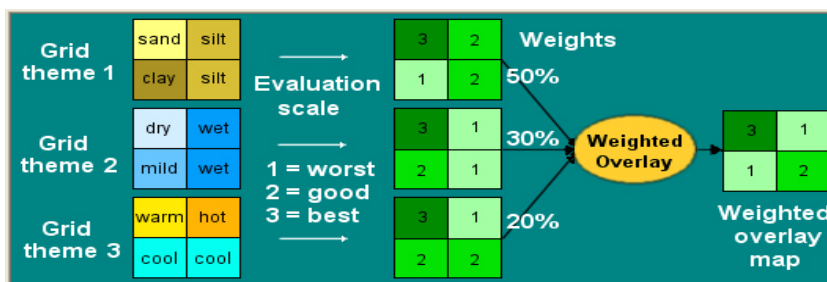 Grid
theme 1
sand silt
clay silt
Grid
theme 2
dry wet
mild wet
Grid
theme 3
warm hot
cool cool
Evaluation
scale
1 = worst
2 = good
3 = best
3 2
1 2
3 1
2 1
3 1
2 2
Weights
50%
30%
20%
Weighted
Overlay
3 1
1 2
Weighted
overlay
map